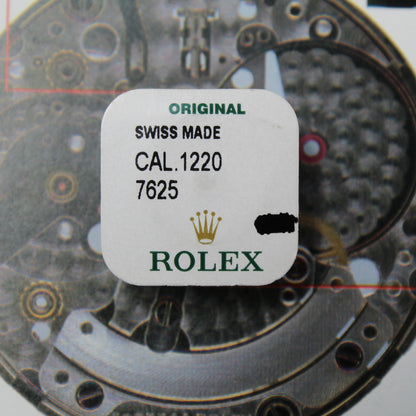 ORIGINAL
SWISS MADE
CAL.1220
7625
ROLEX